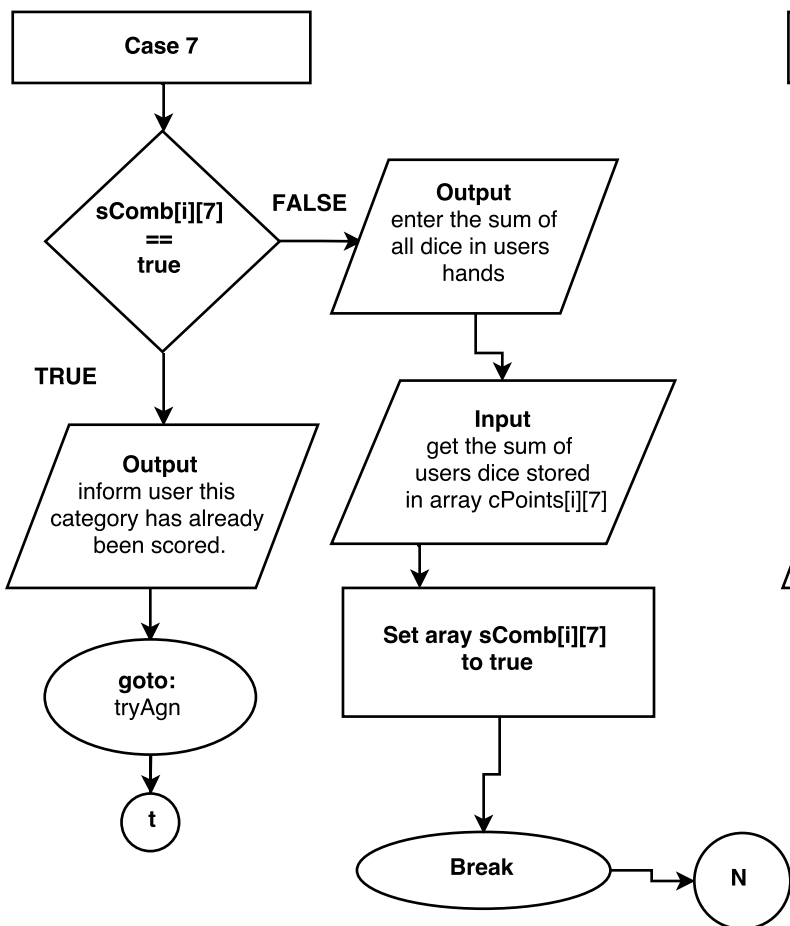 Case 7
sComb[i][7]
==
true
FALSE
Output
enter the sum of
all dice in users
hands
TRUE
Output
inform user this
category has already
been scored.
Input
get the sum of
users dice stored
in array cPoints[i][7]
Set aray sComb[i][7]
to true
goto:
tryAgn
t
Break
N